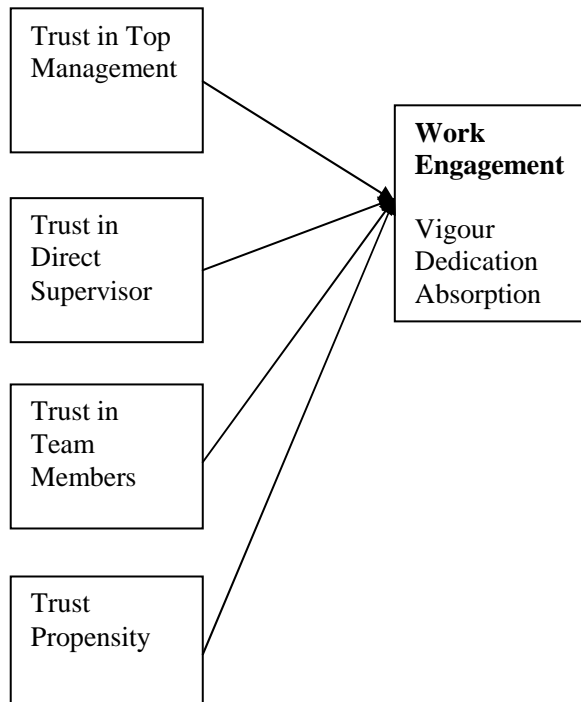 Trust in Top
Management
Work
Engagement
Vigour
Dedication
Absorption
Trust in
Direct
Supervisor
Trust in
Team
Members
Trust
Propensity